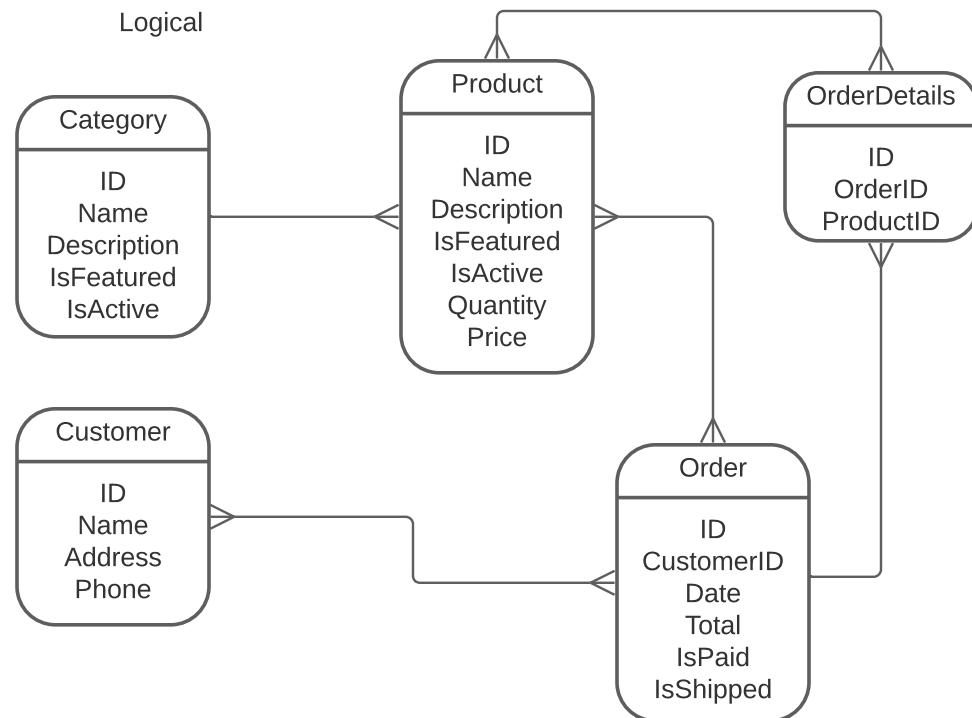 Logical
Category
ID
Name
Description
IsFeatured
IsActive
Product
ID
Name
Description
IsFeatured
IsActive
Quantity
Price
OrderDetails
ID
OrderID
ProductID
Customer
ID
Name
Address
Phone
Order
ID
CustomerID
Date
Total
IsPaid
IsShipped